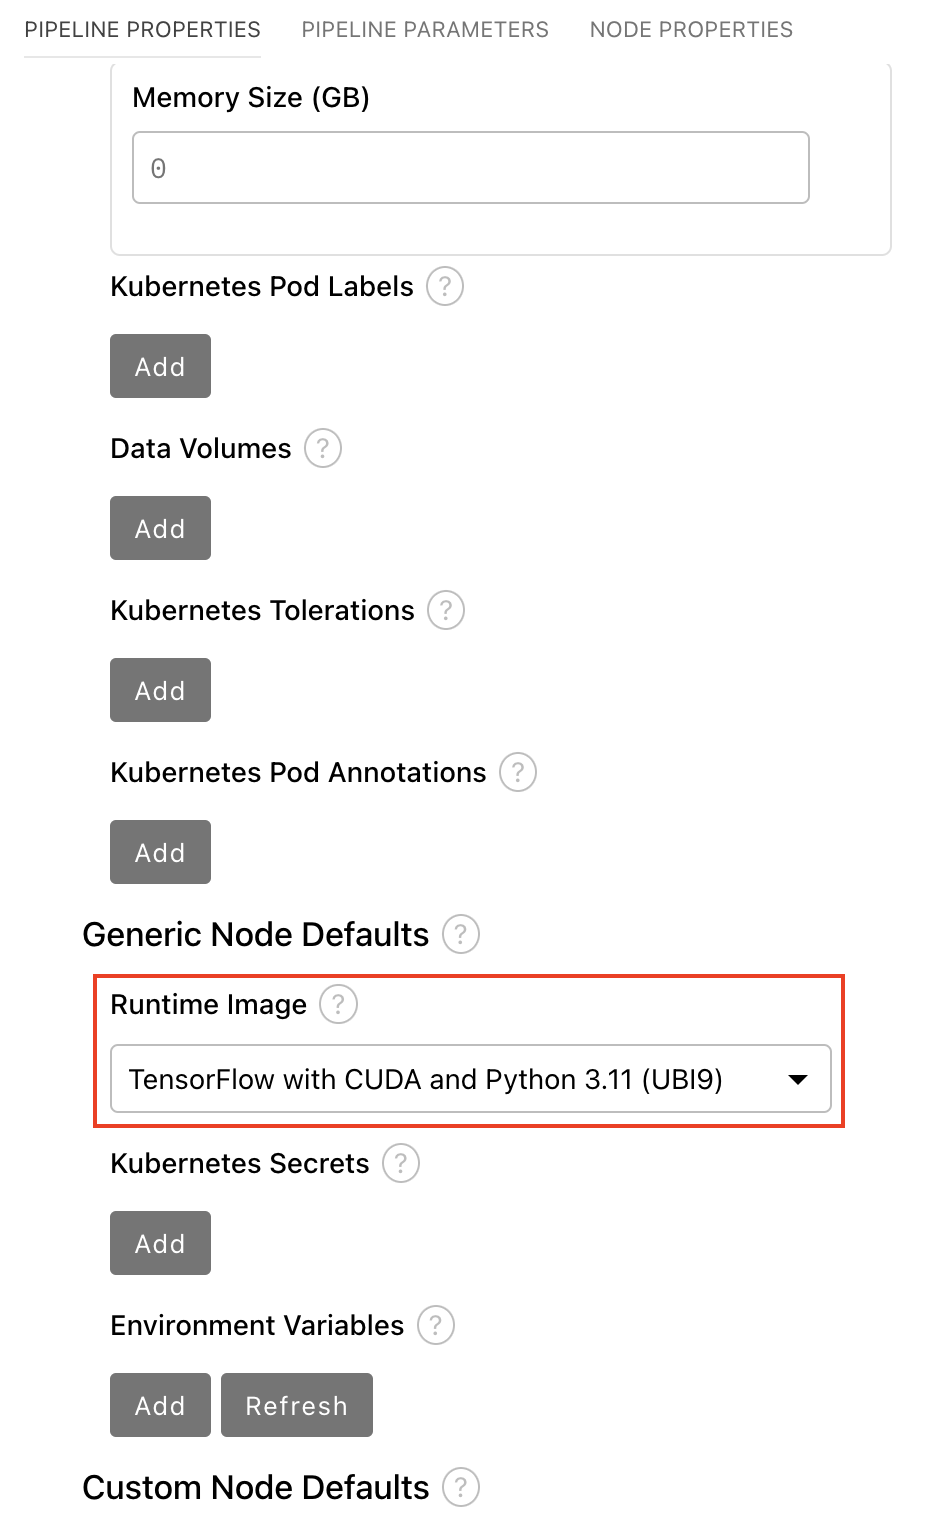 PIPELINE PROPERTIES PIPELINE PARAMETERS NODE PROPERTIES
Memory Size (GB)
0
Kubernetes Pod Labels ?
Add
Data Volumes ?
Add
Kubernetes Tolerations ?
Add
Kubernetes Pod Annotations ?
Add
Generic Node Defaults ?
Runtime Image ?
TensorFlow with CUDA and Python 3.11 (UBI9)
Kubernetes Secrets ?
Add
Environment Variables ?
Add Refresh
Custom Node Defaults ?